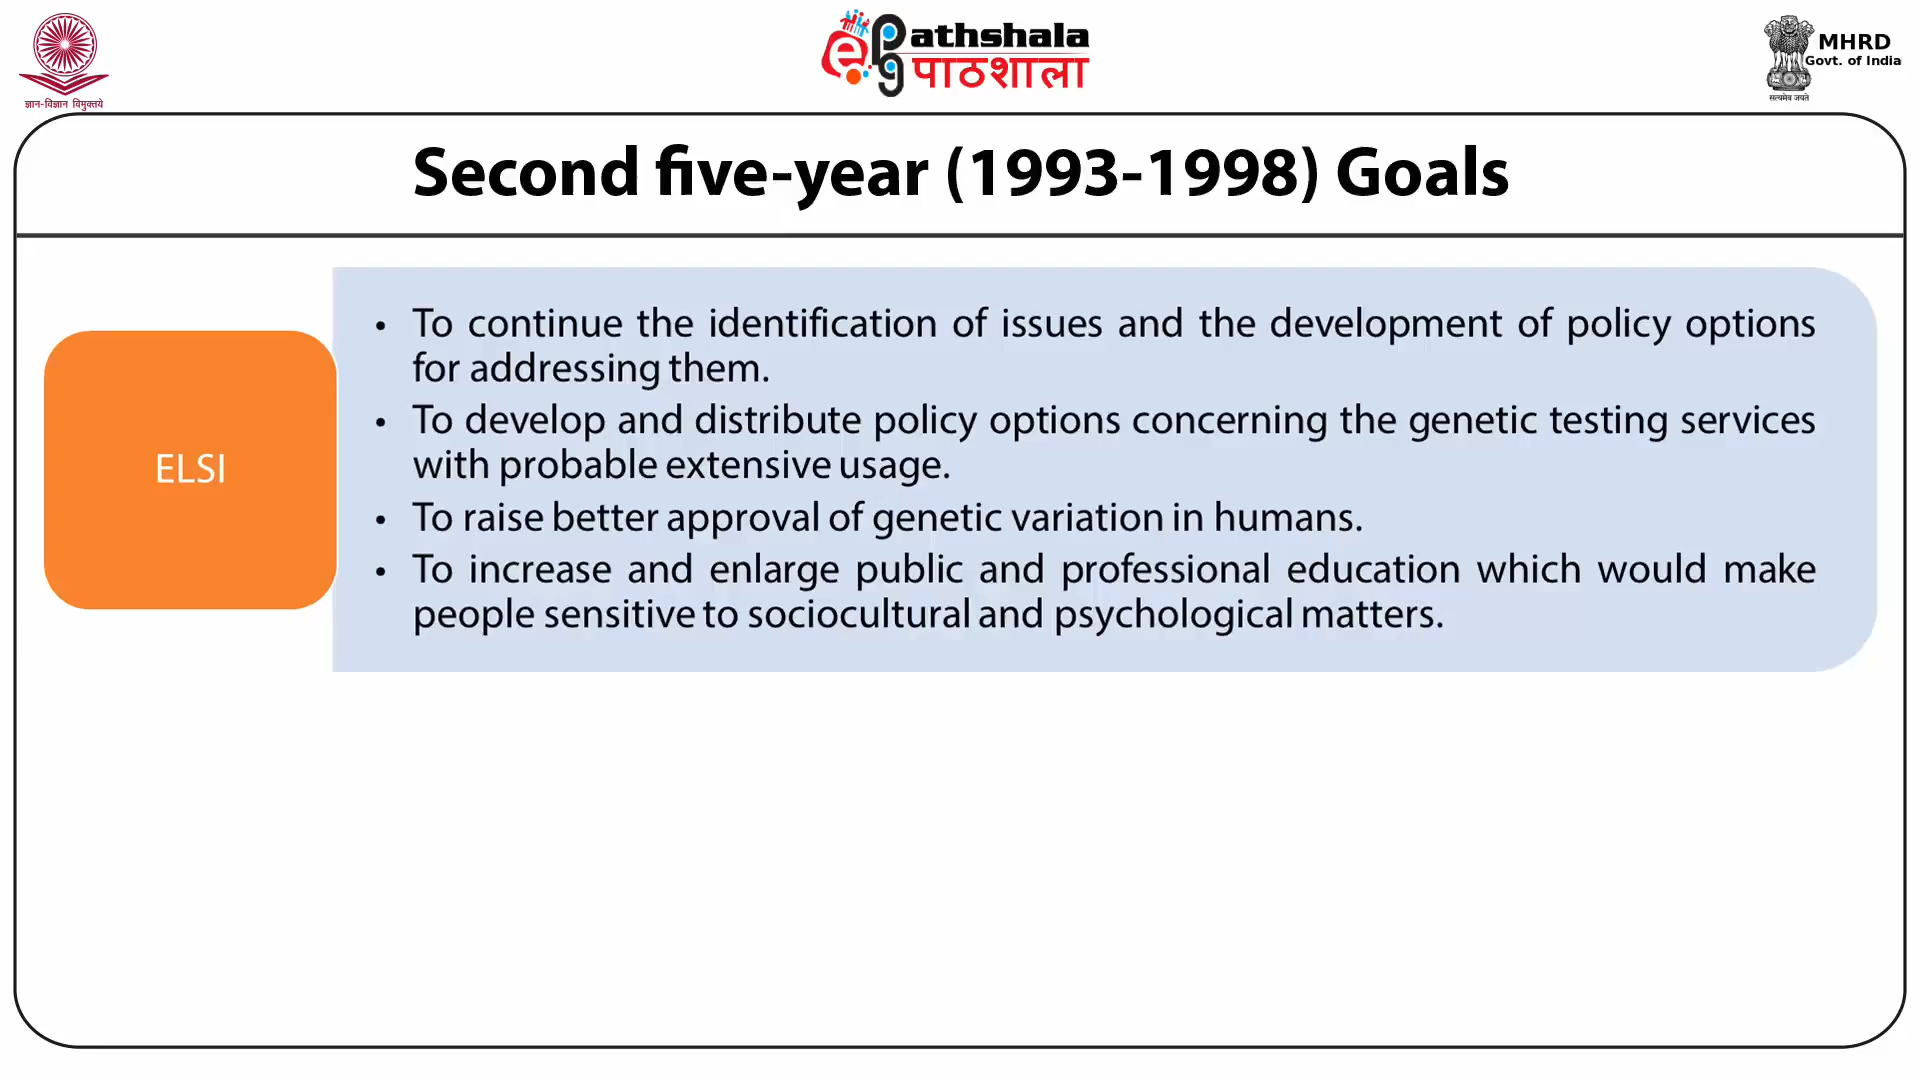 ज्ञान-विज्ञान विमुक्तये
ePathshala
पाठशाला
MHRD
Govt. of India
सत्यमेव जयते
Second five-year (1993-1998) Goals
ELSI
• To continue the identification of issues and the development of policy options
for addressing them.
• To develop and distribute policy options concerning the genetic testing services
with probable extensive usage.
• To raise better approval of genetic variation in humans.
• To increase and enlarge public and professional education which would make
people sensitive to sociocultural and psychological matters.